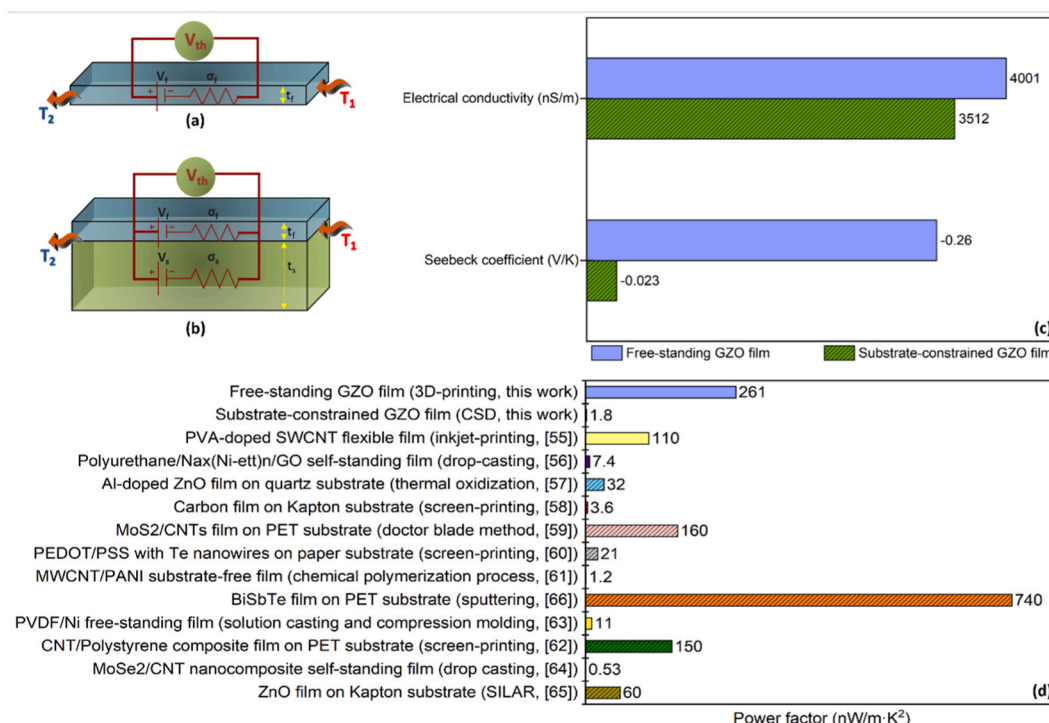 V_th
V_f
σ_f
+
−
t_f
T_2
T_1
(a)
V_th
V_f
σ_f
+
−
t_f
T_2
T_1
V_s
σ_s
+
−
t_s
(b)
Electrical conductivity (nS/m)
4001
3512
Seebeck coefficient (V/K)
-0.26
-0.023
(c)
Free-standing GZO film
Substrate-constrained GZO film
Free-standing GZO film (3D-printing, this work) 261
Substrate-constrained GZO film (CSD, this work) 1.8
PVA-doped SWCNT flexible film (inkjet-printing, [55]) 110
Polyurethane/Nax(Ni-ett)n/GO self-standing film (drop-casting, [56]) 7.4
Al-doped ZnO film on quartz substrate (thermal oxidization, [57]) 32
Carbon film on Kapton substrate (screen-printing, [58]) 3.6
MoS2/CNTs film on PET substrate (doctor blade method, [59]) 160
PEDOT/PSS with Te nanowires on paper substrate (screen-printing, [60]) 21
MWCNT/PANI substrate-free film (chemical polymerization process, [61]) 1.2
BiSbTe film on PET substrate (sputtering, [66]) 740
PVDF/Ni free-standing film (solution casting and compression molding, [63]) 11
CNT/Polystyrene composite film on PET substrate (screen-printing, [62]) 150
MoSe2/CNT nanocomposite self-standing film (drop casting, [64]) 0.53
ZnO film on Kapton substrate (SILAR, [65]) 60
(d)
Power factor (nW/m·K²)